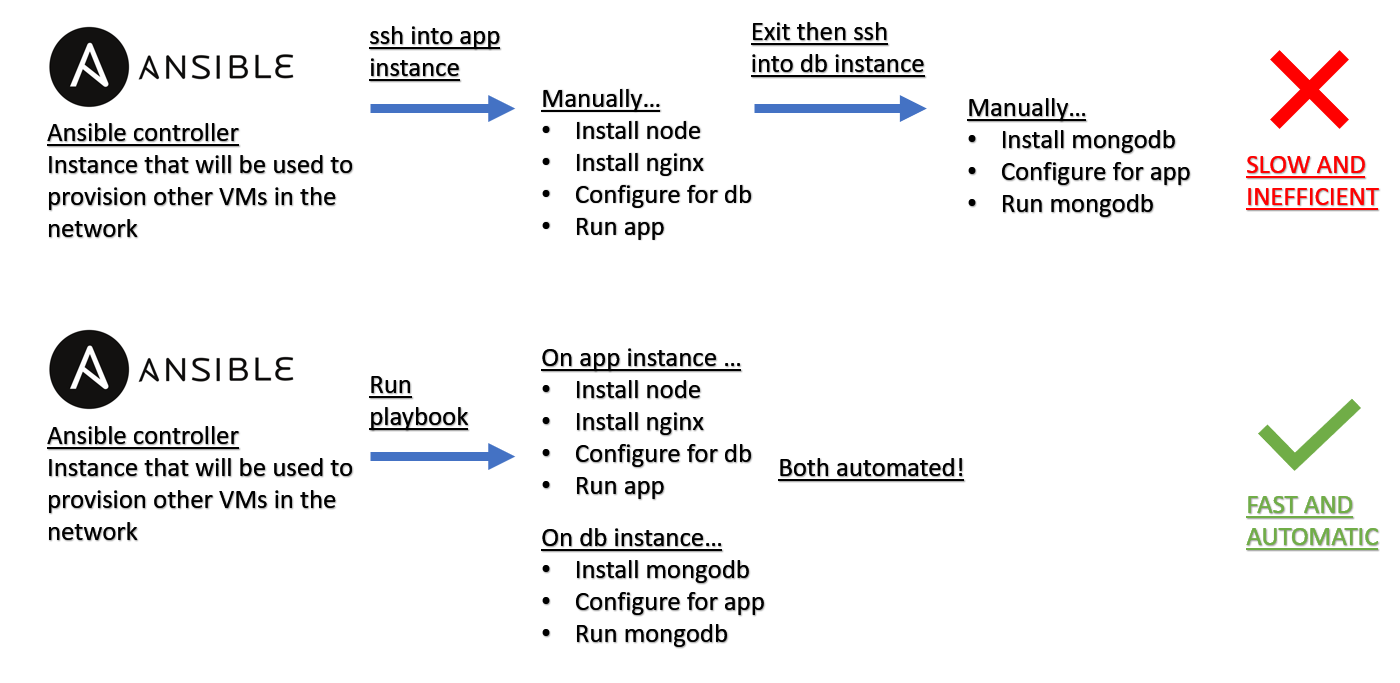 ANSIBLE
Ansible controller
Instance that will be used to
provision other VMs in the
network
ssh into app
instance
Manually...
• Install node
• Install nginx
• Configure for db
• Run app
Exit then ssh
into db instance
Manually...
• Install mongodb
• Configure for app
• Run mongodb
SLOW AND
INEFFICIENT
ANSIBLE
Ansible controller
Instance that will be used to
provision other VMs in the
network
Run
playbook
On app instance ...
• Install node
• Install nginx
• Configure for db
• Run app
On db instance...
• Install mongodb
• Configure for app
• Run mongodb
Both automated!
FAST AND
AUTOMATIC